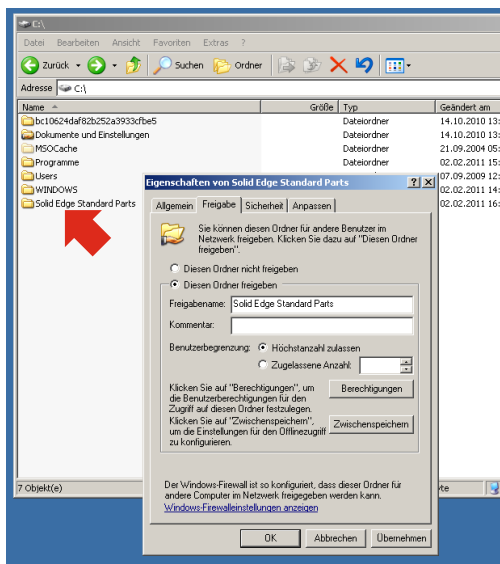 C:\
Datei Bearbeiten Ansicht Favoriten Extras ?
Zurück Suchen Ordner
Adresse C:\
Name Größe Typ Geändert am
bc10624daf82b252a3933cfbe5 Dateiordner 14.10.2010 13:
Dokumente und Einstellungen Dateiordner 14.10.2010 13:
MSOCache Dateiordner 21.09.2004 05:
Programme Dateiordner 02.02.2011 15:
Users 07.09.2009 12:
WINDOWS 02.02.2011 14:
Solid Edge Standard Parts 02.02.2011 16:
Eigenschaften von Solid Edge Standard Parts
Allgemein Freigabe Sicherheit Anpassen
Sie können diesen Ordner für andere Benutzer im
Netzwerk freigeben. Klicken Sie dazu auf "Diesen Ordner
freigeben".
Diesen Ordner nicht freigeben
Diesen Ordner freigeben
Freigabename: Solid Edge Standard Parts
Kommentar:
Benutzerbegrenzung: Höchstanzahl zulassen
Zugelassene Anzahl:
Klicken Sie auf "Berechtigungen", um
die Benutzerberechtigungen für den
Zugriff auf diesen Ordner festzulegen.
Berechtigungen
Klicken Sie auf "Zwischenspeichern",
um die Einstellungen für den Offlinezugriff
zu konfigurieren.
Zwischenspeichern
Der Windows-Firewall ist so konfiguriert, dass dieser Ordner für
andere Computer im Netzwerk freigegeben werden kann.
Windows-Firewalleinstellungen anzeigen
OK Abbrechen Übernehmen
7 Objekt(e)